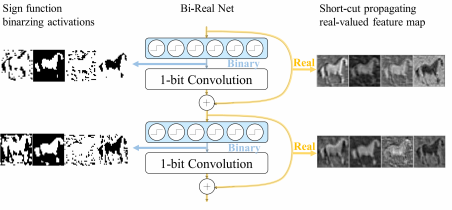 Sign function
binarzing activations
Bi-Real Net
Short-cut propagating
real-valued feature map
Binary
Real
1-bit Convolution
Binary
Real
1-bit Convolution